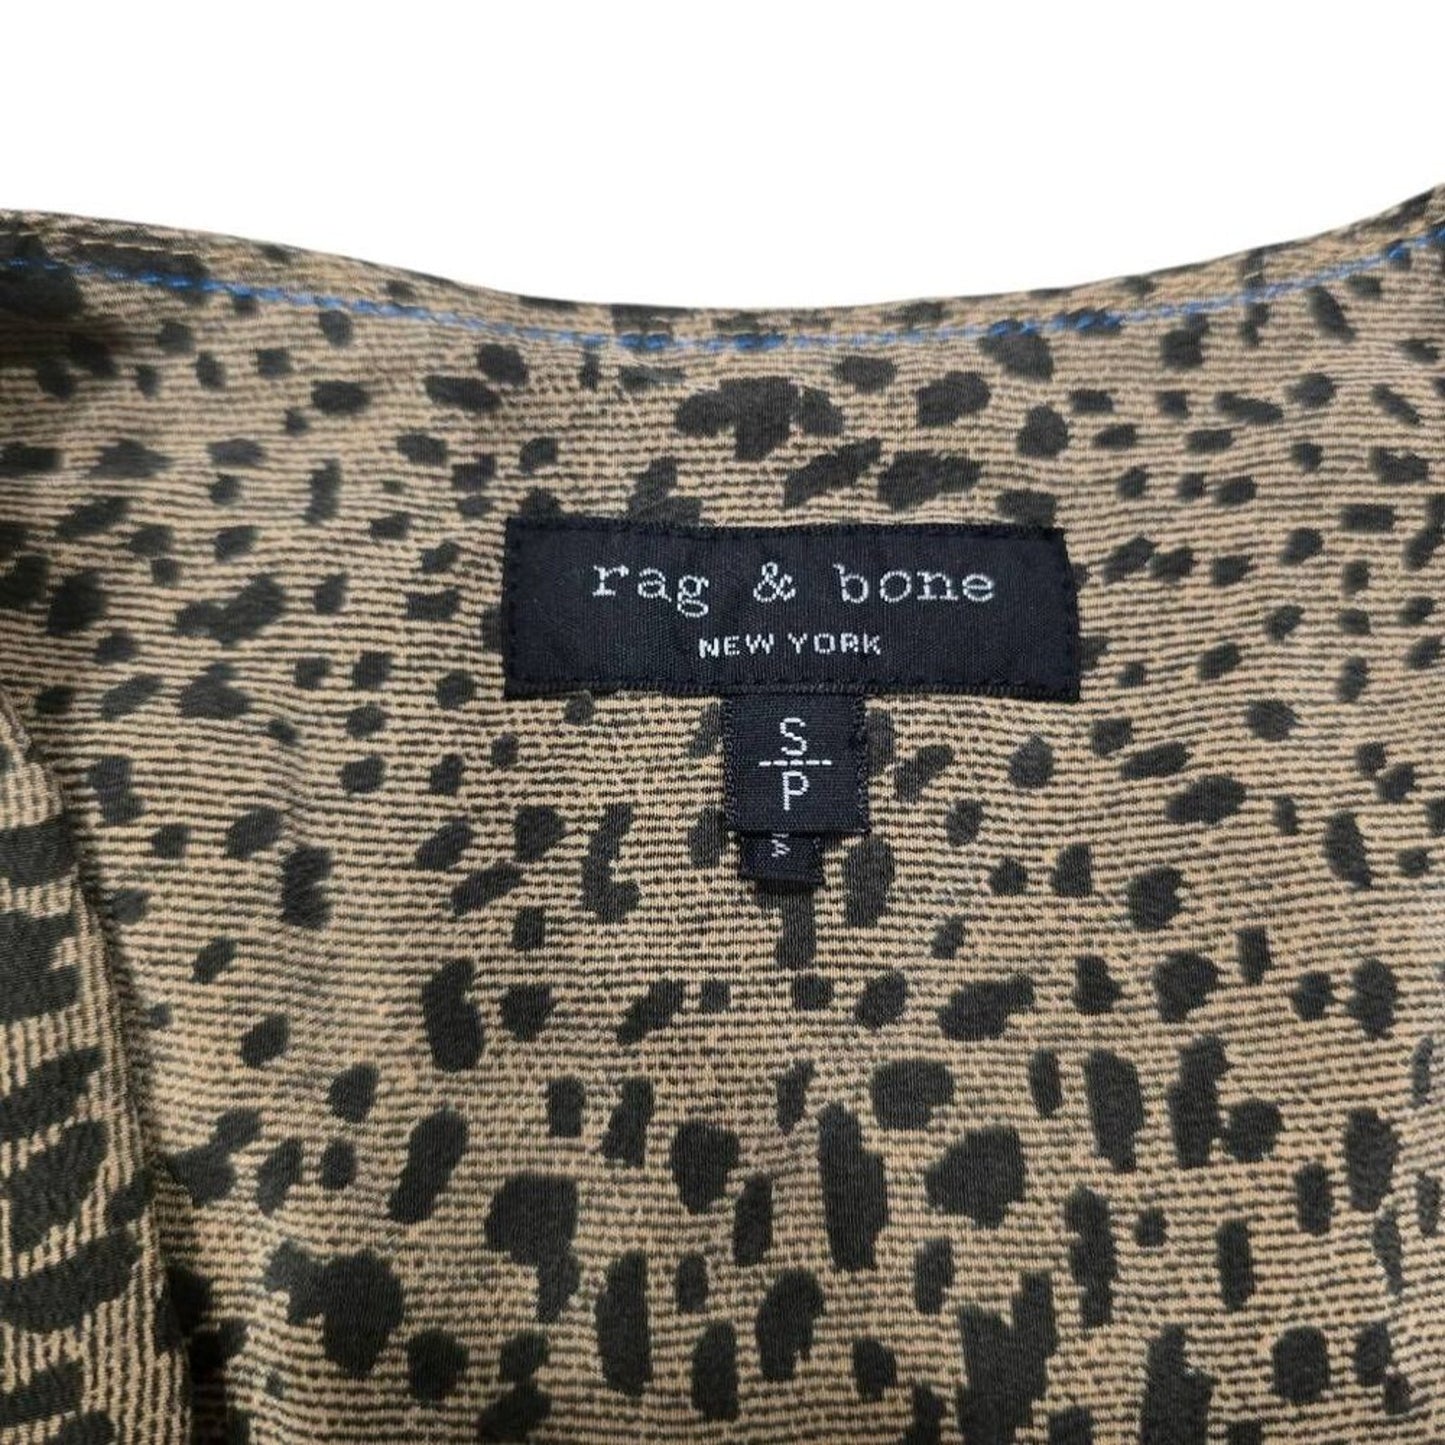 rag & bone
NEW YORK
S
P